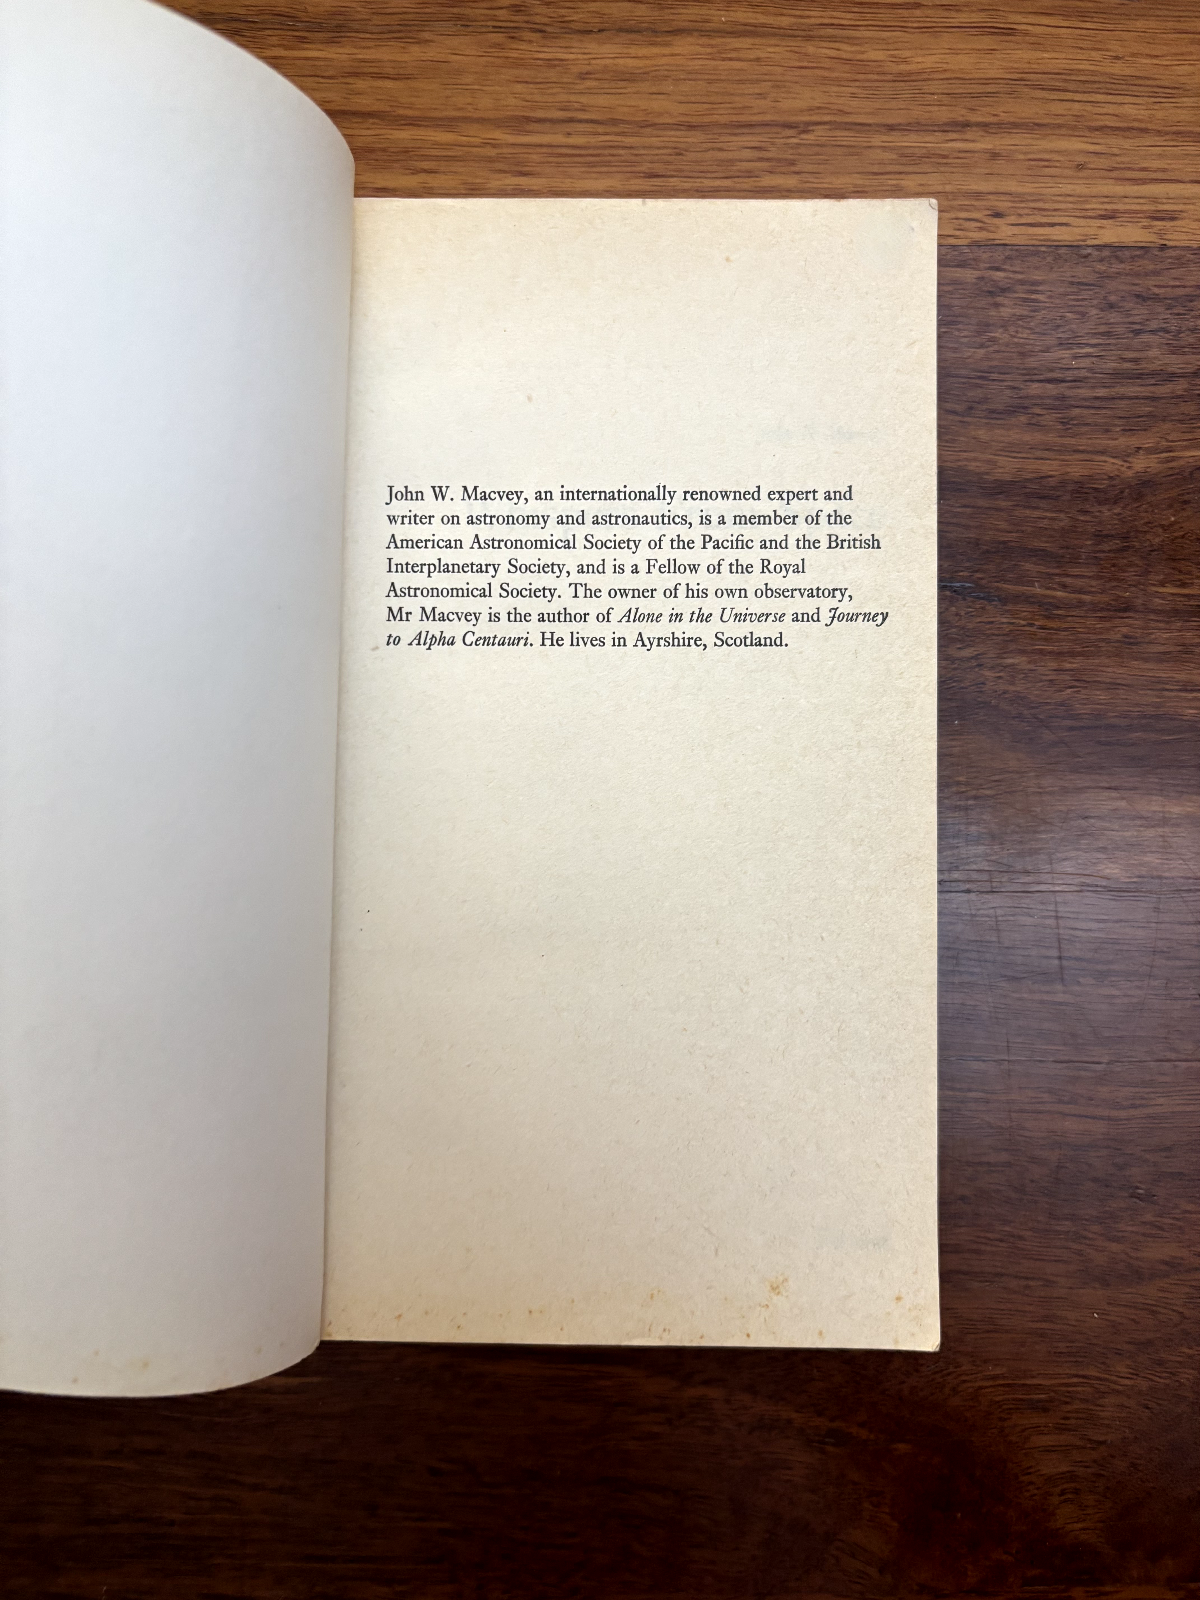 John W. Macvey, an internationally renowned expert and
writer on astronomy and astronautics, is a member of the
American Astronomical Society of the Pacific and the British
Interplanetary Society, and is a Fellow of the Royal
Astronomical Society. The owner of his own observatory,
Mr Macvey is the author of Alone in the Universe and Journey
to Alpha Centauri. He lives in Ayrshire, Scotland.